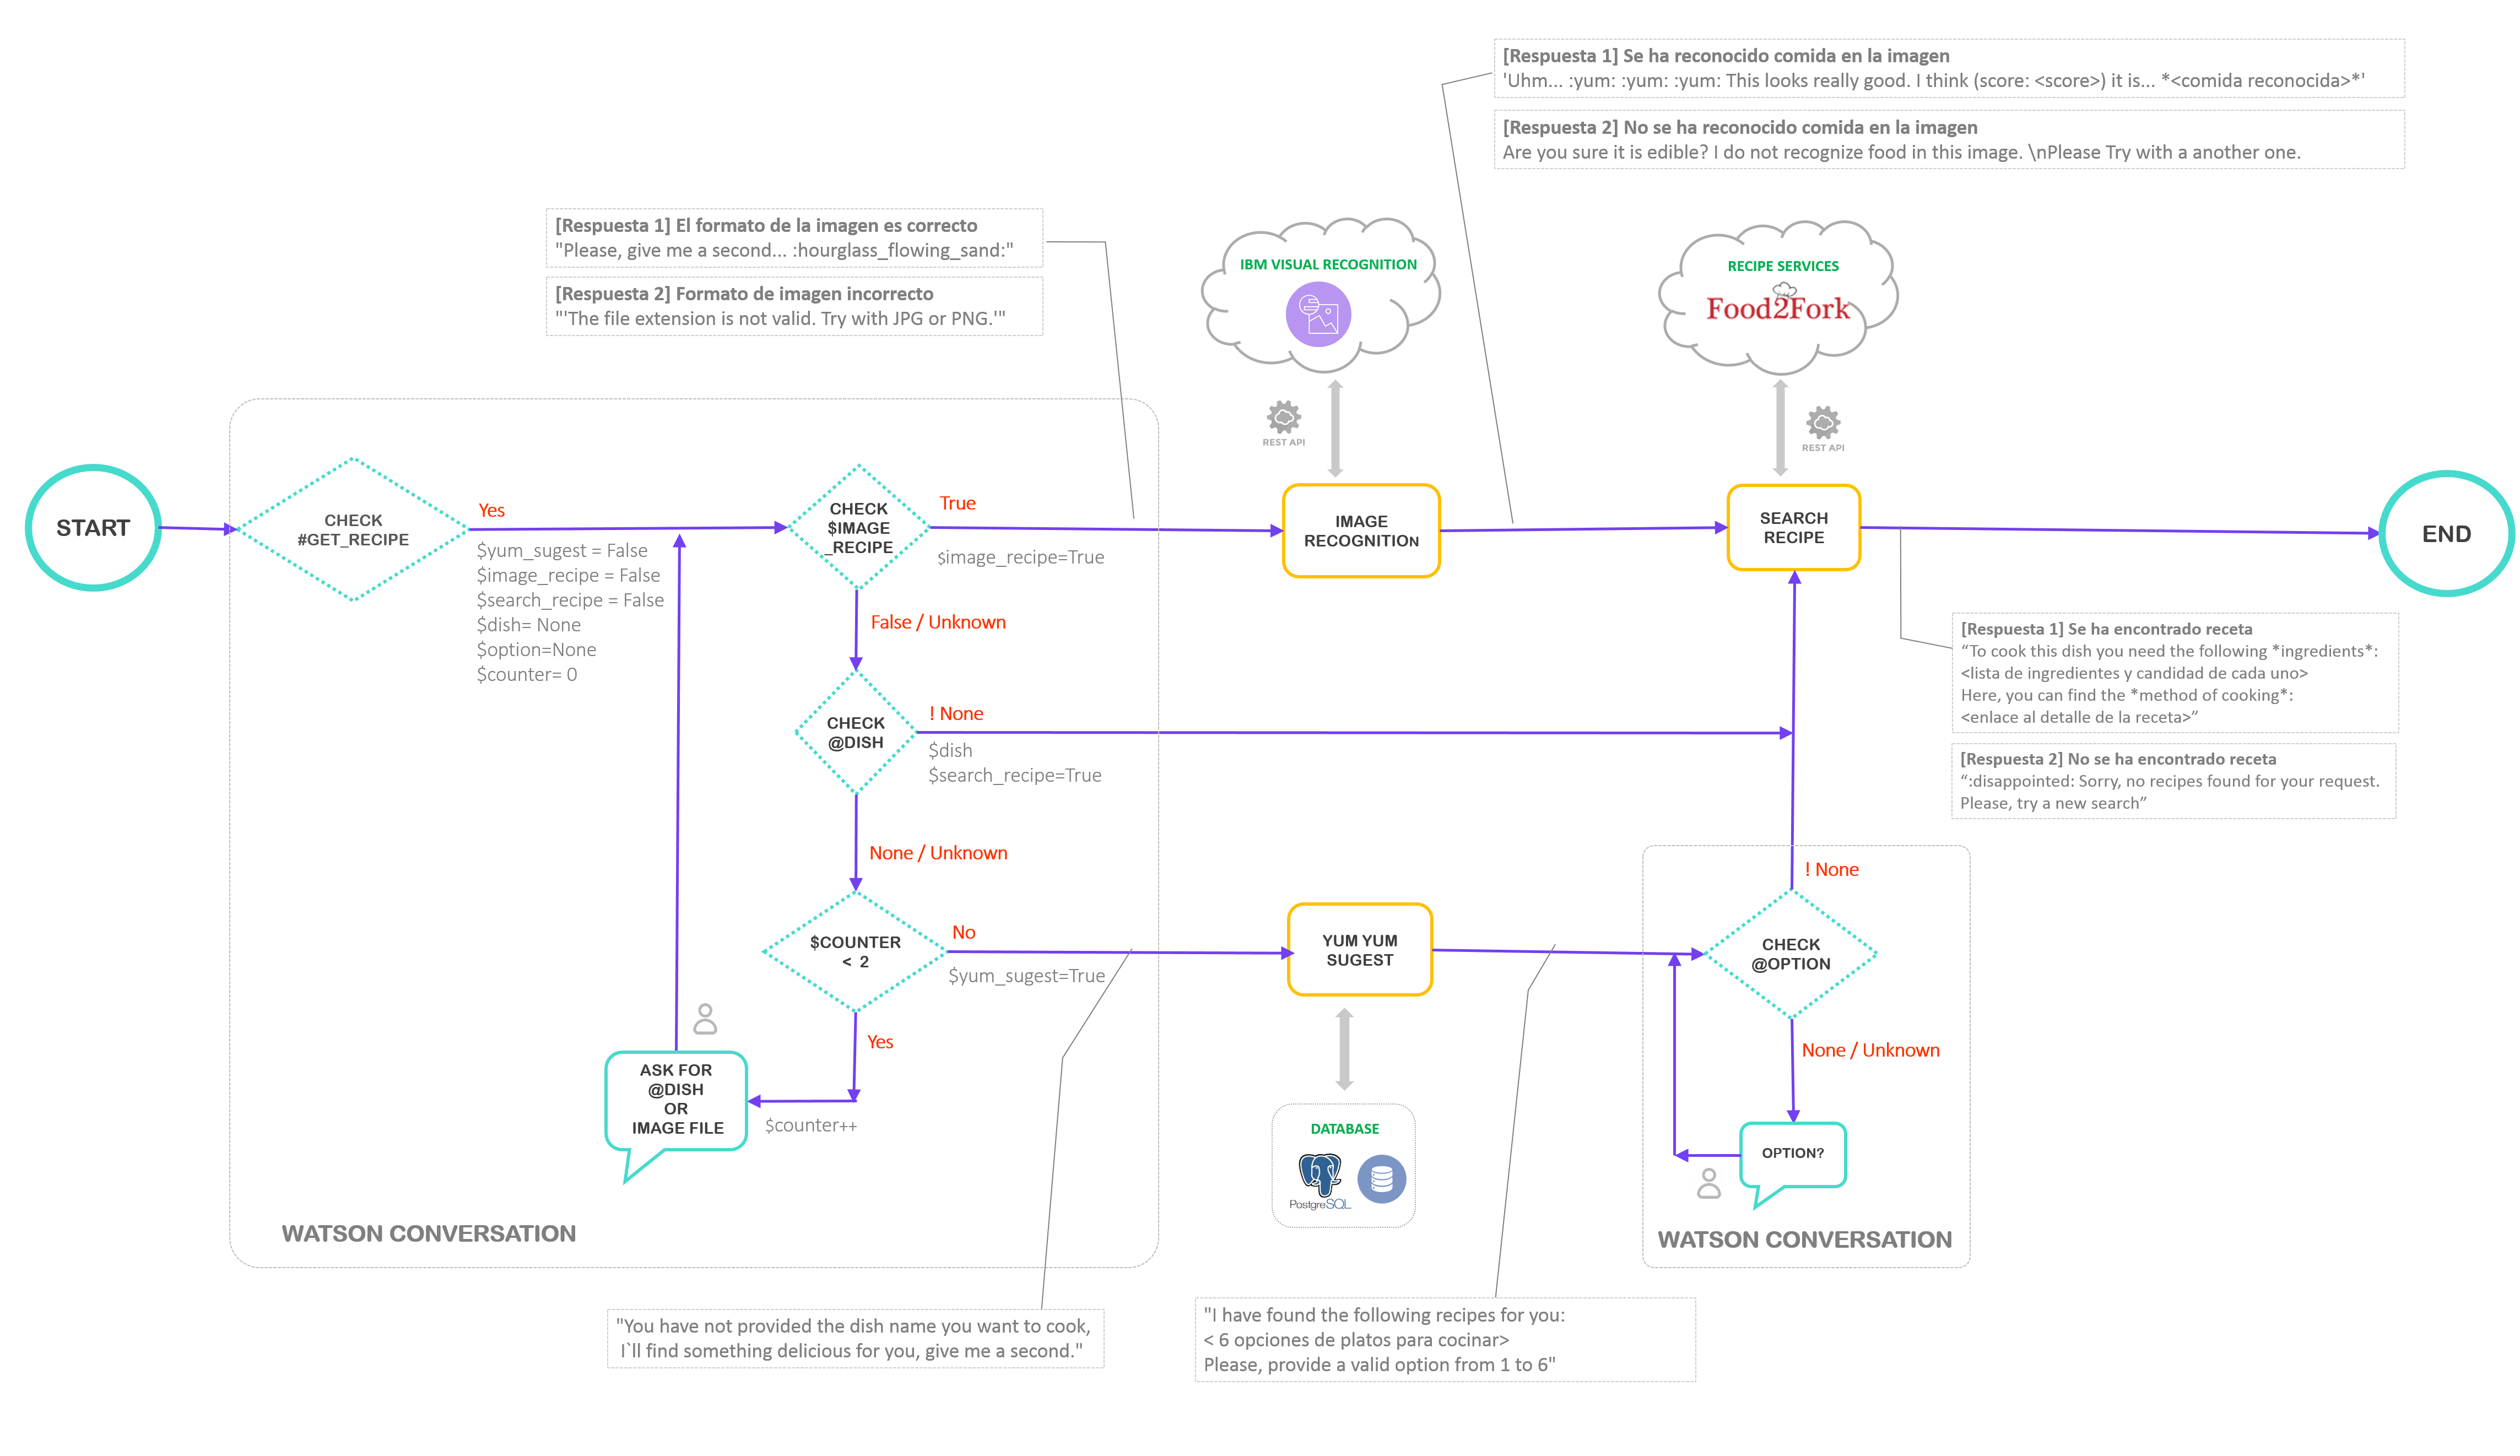 [Respuesta 1] Se ha reconocido comida en la imagen
'Uhm... :yum: :yum: :yum: This looks really good. I think (score: <score>) it is... *<comida reconocida>*'
[Respuesta 2] No se ha reconocido comida en la imagen
Are you sure it is edible? I do not recognize food in this image. \nPlease Try with a another one.
[Respuesta 1] El formato de la imagen es correcto
"Please, give me a second... :hourglass_flowing_sand:"
[Respuesta 2] Formato de imagen incorrecto
"'The file extension is not valid. Try with JPG or PNG.'"
IBM VISUAL RECOGNITION
RECIPE SERVICES
Food2Fork
REST API
REST API
START
CHECK
#GET_RECIPE
Yes
$yum_sugest = False
$image_recipe = False
$search_recipe = False
$dish= None
$option=None
$counter= 0
CHECK
$IMAGE
_RECIPE
True
$image_recipe=True
IMAGE
RECOGNITION
SEARCH
RECIPE
END
False / Unknown
[Respuesta 1] Se ha encontrado receta
“To cook this dish you need the following *ingredients*:
<lista de ingredientes y candidad de cada uno>
Here, you can find the *method of cooking*:
<enlace al detalle de la receta>”
[Respuesta 2] No se ha encontrado receta
“:disappointed: Sorry, no recipes found for your request.
Please, try a new search”
CHECK
@DISH
! None
$dish
$search_recipe=True
None / Unknown
$COUNTER
< 2
No
$yum_sugest=True
YUM YUM
SUGEST
! None
CHECK
@OPTION
Yes
None / Unknown
ASK FOR
@DISH
OR
IMAGE FILE
$counter++
DATABASE
PostgreSQL
OPTION?
WATSON CONVERSATION
WATSON CONVERSATION
"You have not provided the dish name you want to cook,
I`ll find something delicious for you, give me a second."
"I have found the following recipes for you:
< 6 opciones de platos para cocinar>
Please, provide a valid option from 1 to 6"